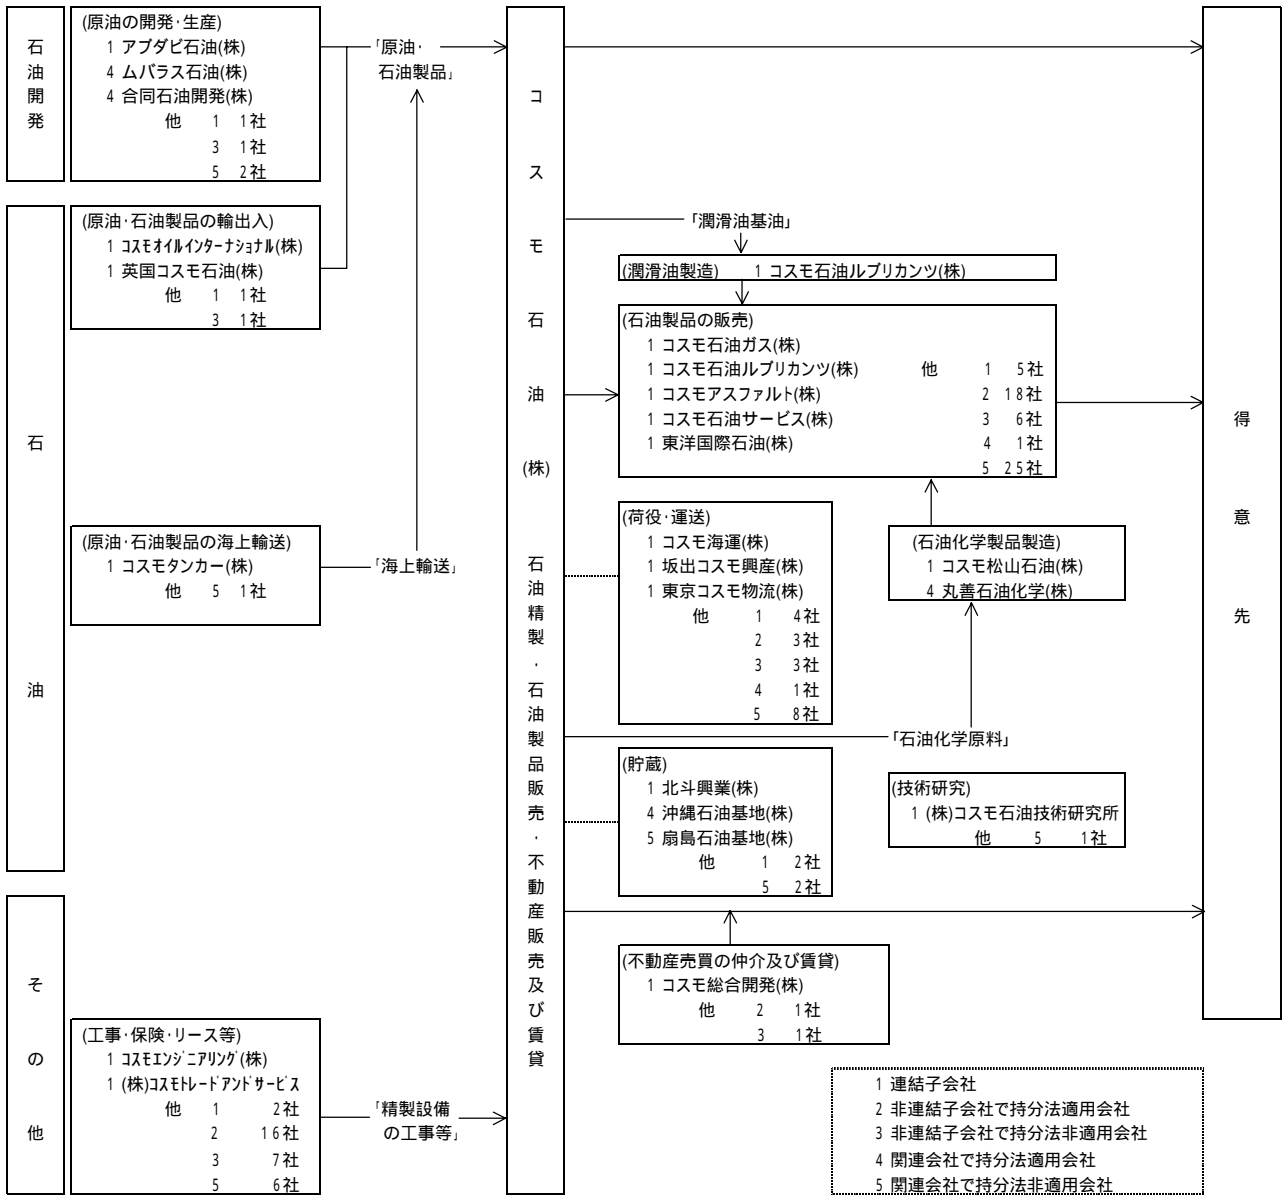 石油開発
(原油の開発･生産)
1 アブダビ石油(株)
4 ムバラス石油(株)
4 合同石油開発(株)
他 1 1社
3 1社
5 2社
「原油･
石油製品」
石油
(原油･石油製品の輸出入)
1 ｺｽﾓｵｲﾙｲﾝﾀｰﾅｼｮﾅﾙ(株)
1 英国コスモ石油(株)
他 1 1社
3 1社
(原油･石油製品の海上輸送)
1 コスモタンカー(株)
他 5 1社
「海上輸送」
その他
(工事･保険･リース等)
1 ｺｽﾓｴﾝｼﾞﾆｱﾘﾝｸﾞ(株)
1 (株)ｺｽﾓﾄﾚｰﾄﾞｱﾝﾄﾞｻｰﾋﾞｽ
他 1 2社
2 16社
3 7社
5 6社
「精製設備
の工事等」
コスモ石油(株)
石油精製･石油製品販売･不動産販売及び賃貸
「潤滑油基油」
(潤滑油製造) 1 コスモ石油ルブリカンツ(株)
(石油製品の販売)
1 コスモ石油ガス(株)
1 コスモ石油ルブリカンツ(株) 他 1 5社
1 コスモアスファルト(株) 2 18社
1 コスモ石油サービス(株) 3 6社
1 東洋国際石油(株) 4 1社
5 25社
(荷役･運送)
1 コスモ海運(株)
1 坂出コスモ興産(株)
1 東京コスモ物流(株)
他 1 4社
2 3社
3 3社
4 1社
5 8社
(石油化学製品製造)
1 コスモ松山石油(株)
4 丸善石油化学(株)
「石油化学原料」
(貯蔵)
1 北斗興業(株)
4 沖縄石油基地(株)
5 扇島石油基地(株)
他 1 2社
5 2社
(技術研究)
1 (株)コスモ石油技術研究所
他 5 1社
(不動産売買の仲介及び賃貸)
1 コスモ総合開発(株)
他 2 1社
3 1社
得意先
1 連結子会社
2 非連結子会社で持分法適用会社
3 非連結子会社で持分法非適用会社
4 関連会社で持分法適用会社
5 関連会社で持分法非適用会社